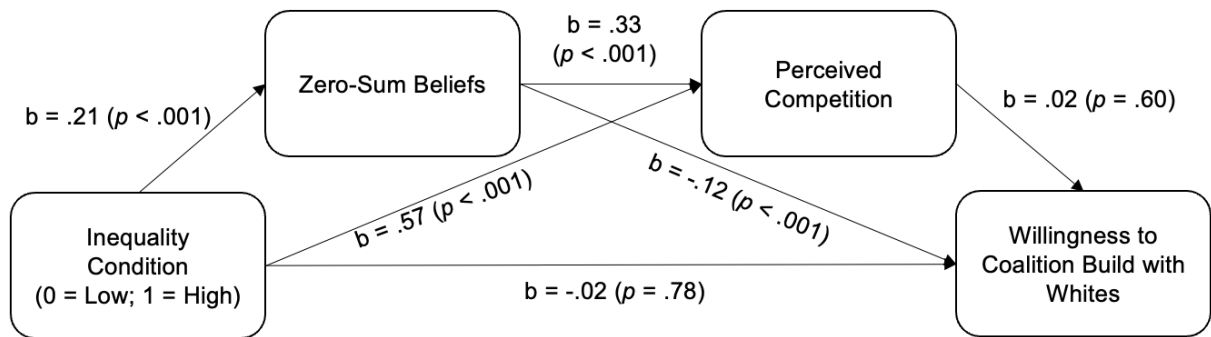 b = .33
(p < .001)
Zero-Sum Beliefs
Perceived
Competition
b = .21 (p < .001)
b = .02 (p = .60)
b = .57 (p < .001)
b = -.12 (p < .001)
Inequality
Condition
(0 = Low; 1 = High)
Willingness to
Coalition Build with
Whites
b = -.02 (p = .78)